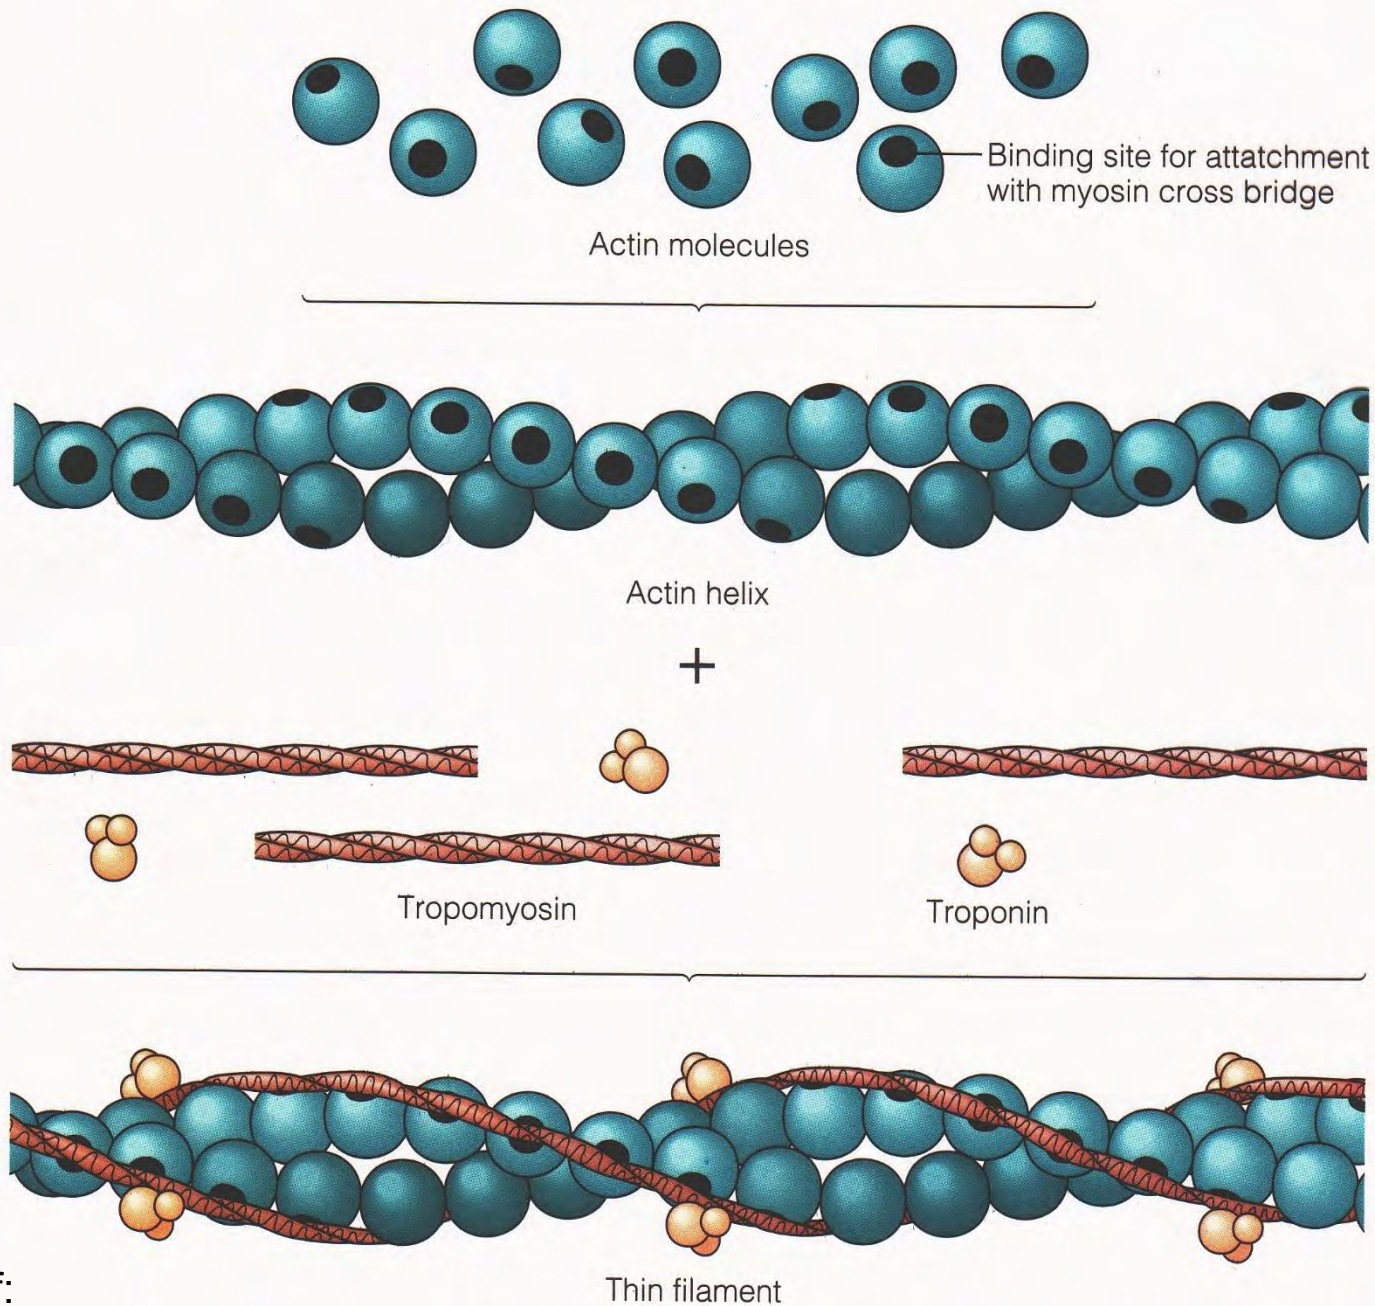 Binding site for attatchment
with myosin cross bridge
Actin molecules
Actin helix
+
Tropomyosin
Troponin
Thin filament